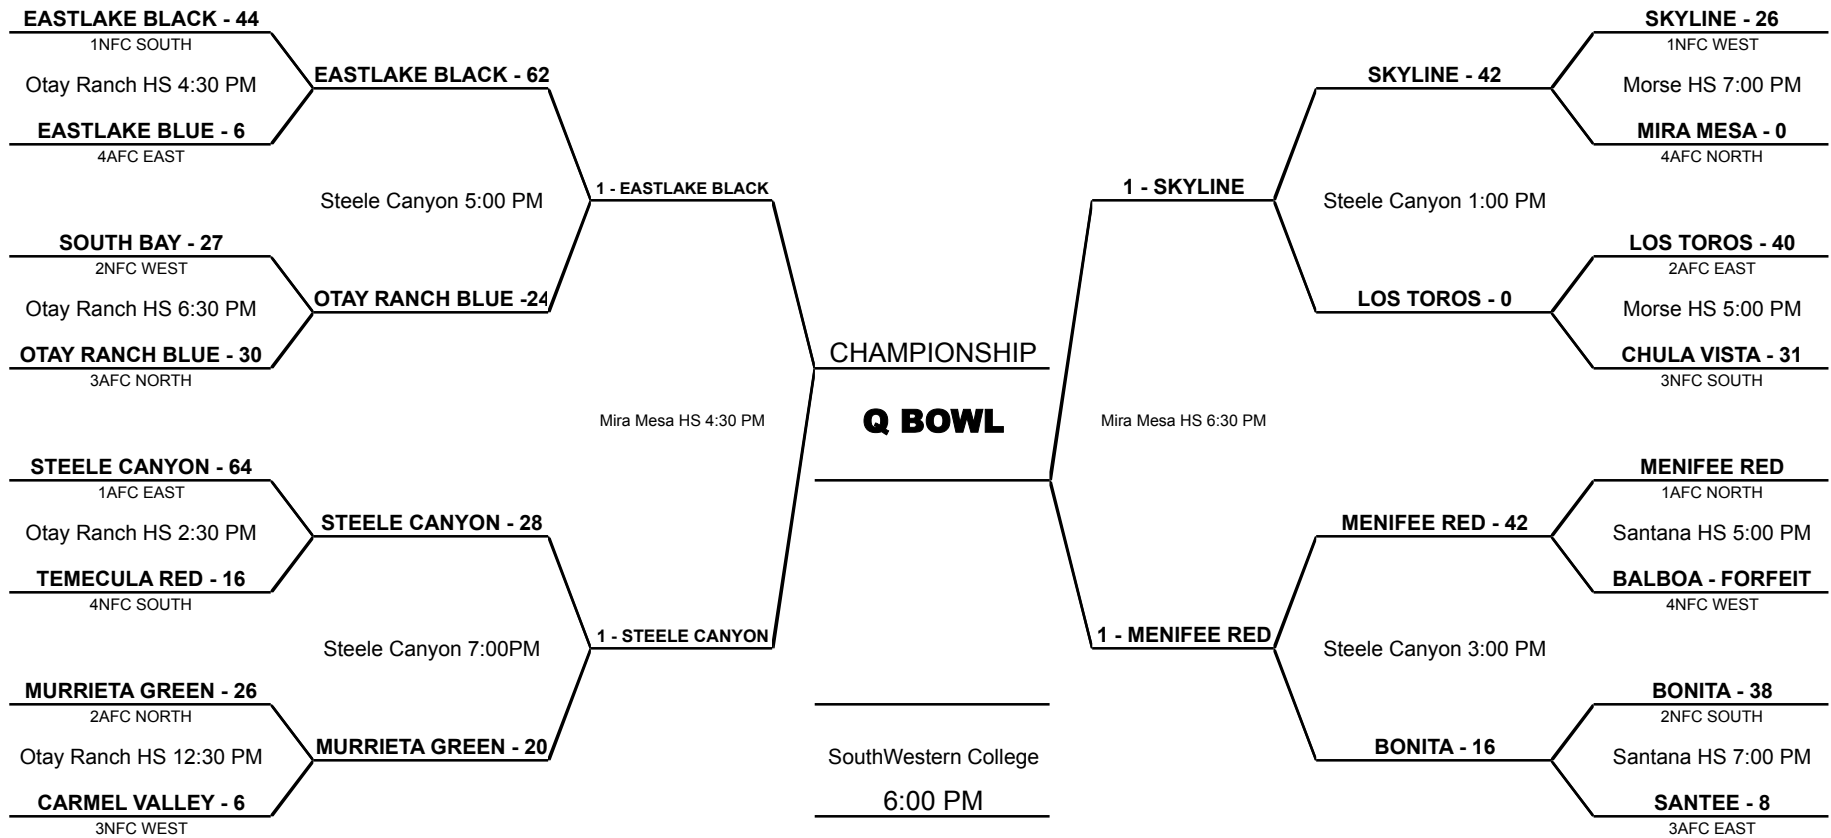 EASTLAKE BLACK - 44
1NFC SOUTH
Otay Ranch HS 4:30 PM
EASTLAKE BLUE - 6
4AFC EAST
SOUTH BAY - 27
2NFC WEST
Otay Ranch HS 6:30 PM
OTAY RANCH BLUE - 30
3AFC NORTH
STEELE CANYON - 64
1AFC EAST
Otay Ranch HS 2:30 PM
TEMECULA RED - 16
4NFC SOUTH
MURRIETA GREEN - 26
2AFC NORTH
Otay Ranch HS 12:30 PM
CARMEL VALLEY - 6
3NFC WEST
EASTLAKE BLACK - 62
Steele Canyon 5:00 PM
OTAY RANCH BLUE -24
STEELE CANYON - 28
Steele Canyon 7:00PM
MURRIETA GREEN - 20
1 - EASTLAKE BLACK
Mira Mesa HS 4:30 PM
1 - STEELE CANYON
CHAMPIONSHIP
Q BOWL
SouthWestern College
6:00 PM
1 - SKYLINE
Mira Mesa HS 6:30 PM
1 - MENIFEE RED
SKYLINE - 42
Steele Canyon 1:00 PM
LOS TOROS - 0
MENIFEE RED - 42
Steele Canyon 3:00 PM
BONITA - 16
SKYLINE - 26
1NFC WEST
Morse HS 7:00 PM
MIRA MESA - 0
4AFC NORTH
LOS TOROS - 40
2AFC EAST
Morse HS 5:00 PM
CHULA VISTA - 31
3NFC SOUTH
MENIFEE RED
1AFC NORTH
Santana HS 5:00 PM
BALBOA - FORFEIT
4NFC WEST
BONITA - 38
2NFC SOUTH
Santana HS 7:00 PM
SANTEE - 8
3AFC EAST